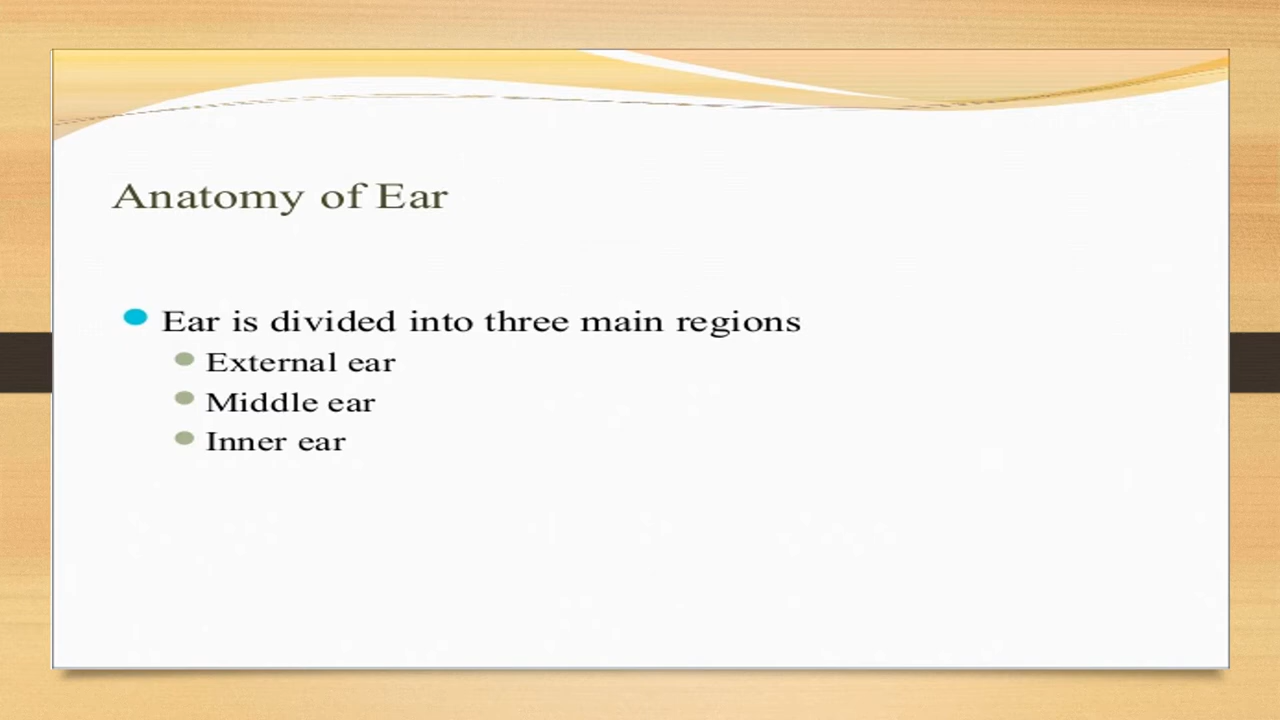 Anatomy of Ear
Ear is divided into three main regions
External ear
Middle ear
Inner ear